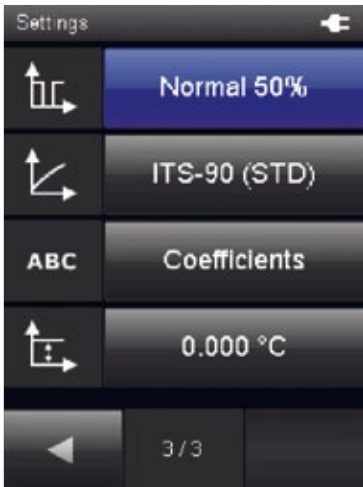 Settings
Normal 50%
ITS-90 (STD)
ABC
Coefficients
0.000 °C
3/3